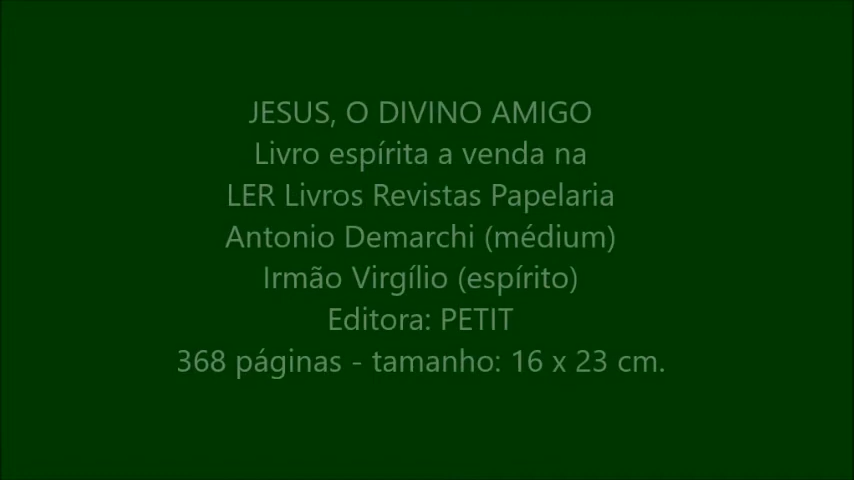 JESUS, O DIVINO AMIGO
Livro espírita a venda na
LER Livros Revistas Papelaria
Antonio Demarchi (médium)
Irmão Virgílio (espírito)
Editora: PETIT
368 páginas - tamanho: 16 x 23 cm.